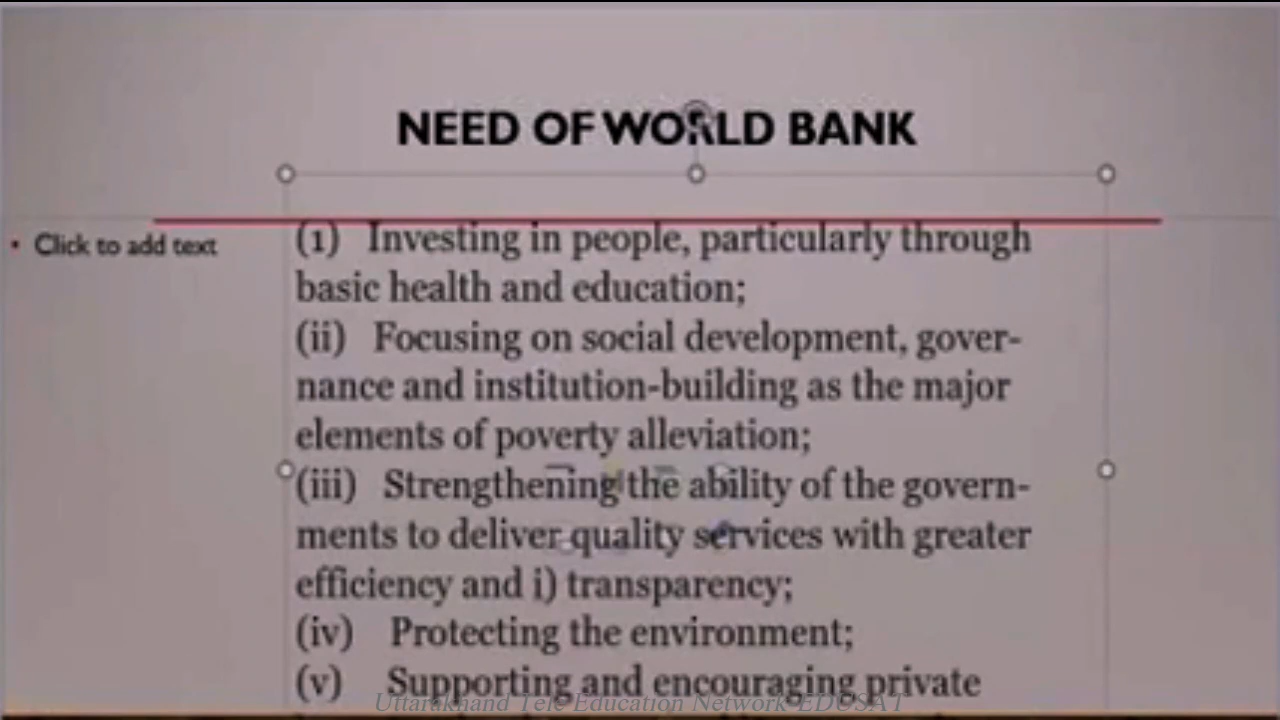 NEED OF WORLD BANK
• Click to add text
(1) Investing in people, particularly through
basic health and education;
(ii) Focusing on social development, gover-
nance and institution-building as the major
elements of poverty alleviation;
(iii) Strengthening the ability of the govern-
ments to deliver quality services with greater
efficiency and i) transparency;
(iv) Protecting the environment;
(v) Supporting and encouraging private
Uttarakhand Tele Education Network-EDUSAT